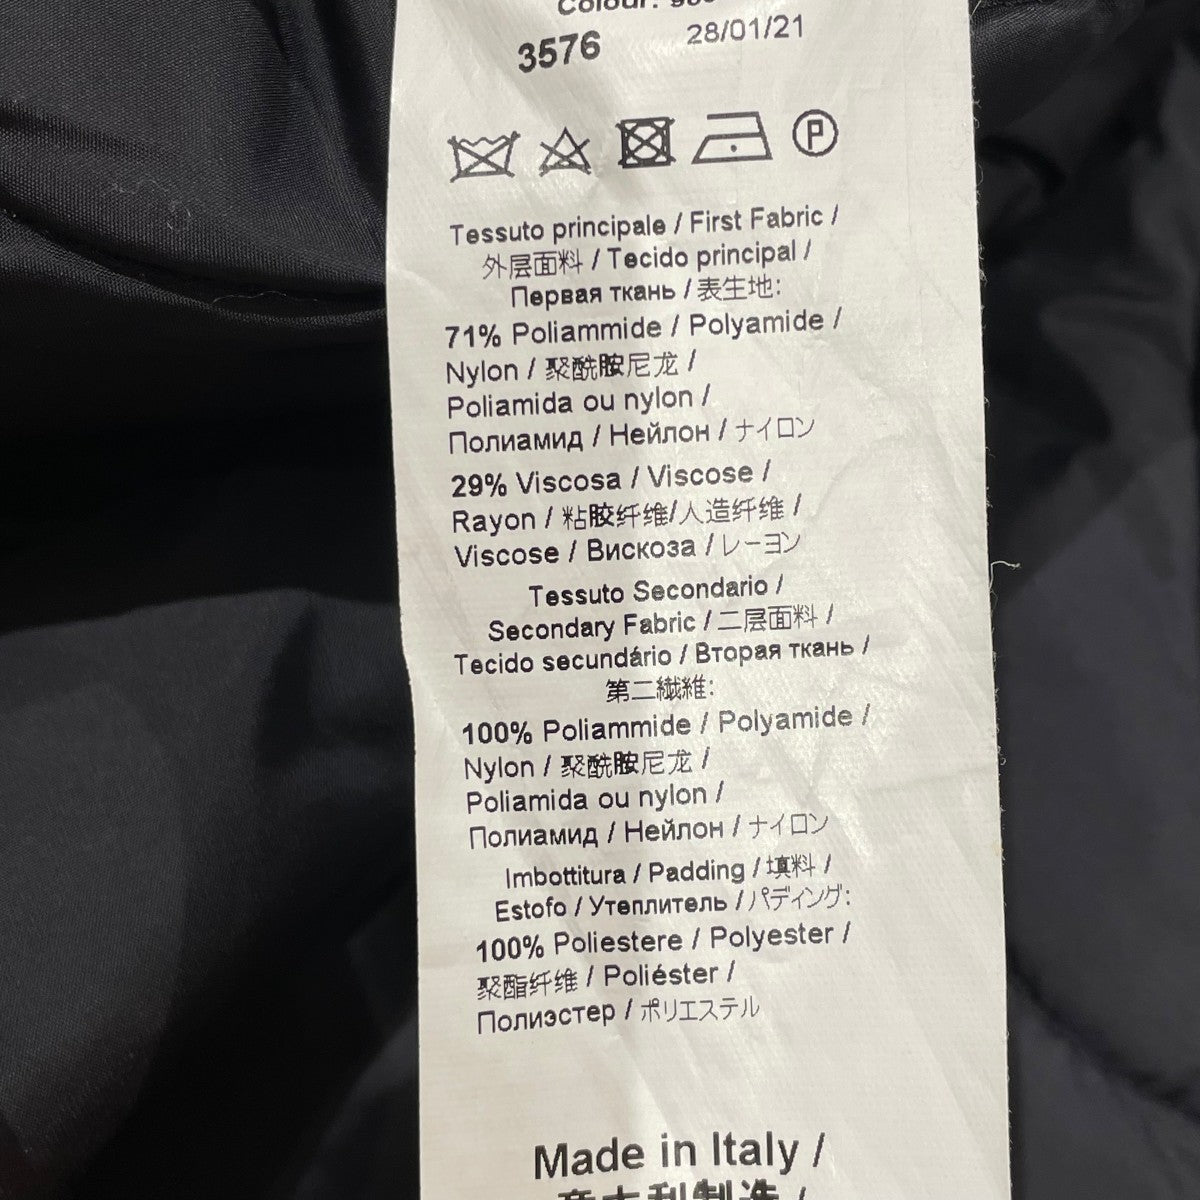 Colour:
3576 28/01/21
P
Tessuto principale / First Fabric /
外层面料 / Tecido principal /
Первая ткань / 表生地:
71% Poliammide / Polyamide /
Nylon / 聚酰胺尼龙 /
Poliamida ou nylon /
Полиамид / Нейлон / ナイロン
29% Viscosa / Viscose /
Rayon / 粘胶纤维/人造纤维 /
Viscose / Вискоза / レーヨン
Tessuto Secondario /
Secondary Fabric / 二层面料 /
Tecido secundário / Вторая ткань /
第二繊維:
100% Poliammide / Polyamide /
Nylon / 聚酰胺尼龙 /
Poliamida ou nylon /
Полиамид / Нейлон / ナイロン
Imbottitura / Padding / 填料 /
Estofo / Утеплитель / パディング:
100% Poliestere / Polyester /
聚酯纤维 / Poliéster /
Полиэстер / ポリエステル
Made in Italy /
意大利制造 /